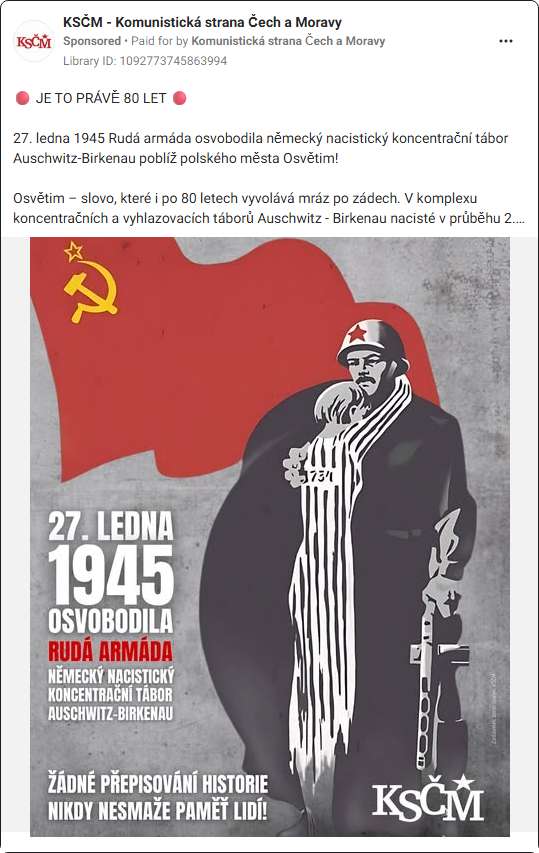 KSČM - Komunistická strana Čech a Moravy
KSČM
Sponsored • Paid for by Komunistická strana Čech a Moravy
Library ID: 1092773745863994
JE TO PRÁVĚ 80 LET
27. ledna 1945 Rudá armáda osvobodila německý nacistický koncentrační tábor
Auschwitz-Birkenau poblíž polského města Osvětim!
Osvětim – slovo, které i po 80 letech vyvolává mráz po zádech. V komplexu
koncentračních a vyhlazovacích táborů Auschwitz - Birkenau nacisté v průběhu 2....
1734
27. LEDNA
1945
OSVOBODILA
RUDÁ ARMÁDA
NĚMECKÝ NACISTICKÝ
KONCENTRAČNÍ TÁBOR
AUSCHWITZ-BIRKENAU
ŽÁDNÉ PŘEPISOVÁNÍ HISTORIE
NIKDY NESMAŽE PAMĚŤ LIDÍ!
KSČM